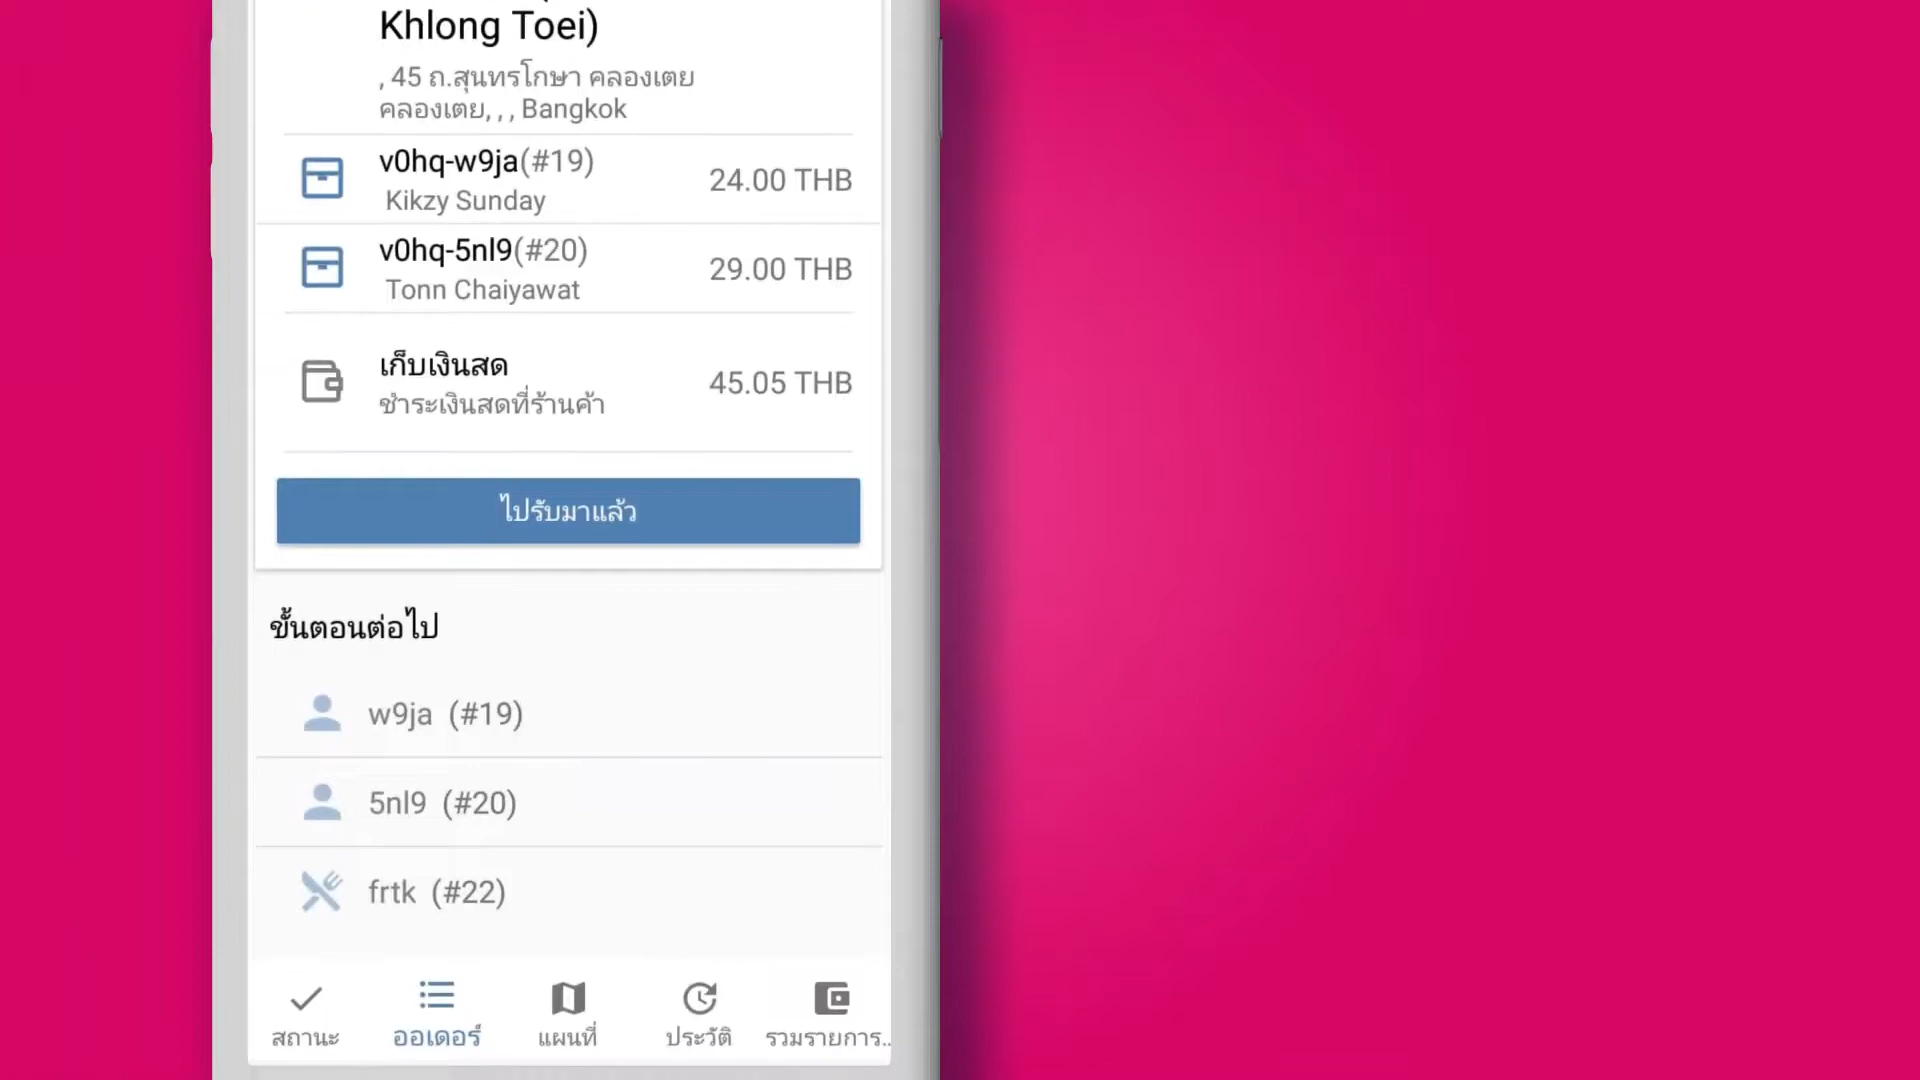 Khlong Toei)
, 45 ถ.สุนทรโกษา คลองเตย
คลองเตย, , , Bangkok
v0hq-w9ja(#19)
24.00 THB
Kikzy Sunday
v0hq-5nl9(#20)
29.00 THB
Tonn Chaiyawat
เก็บเงินสด
45.05 THB
ชำระเงินสดที่ร้านค้า
ไปรับมาแล้ว
ขั้นตอนต่อไป
w9ja (#19)
5nl9 (#20)
frtk (#22)
สถานะ
ออเดอร์
แผนที่
ประวัติ
รวมรายการ..